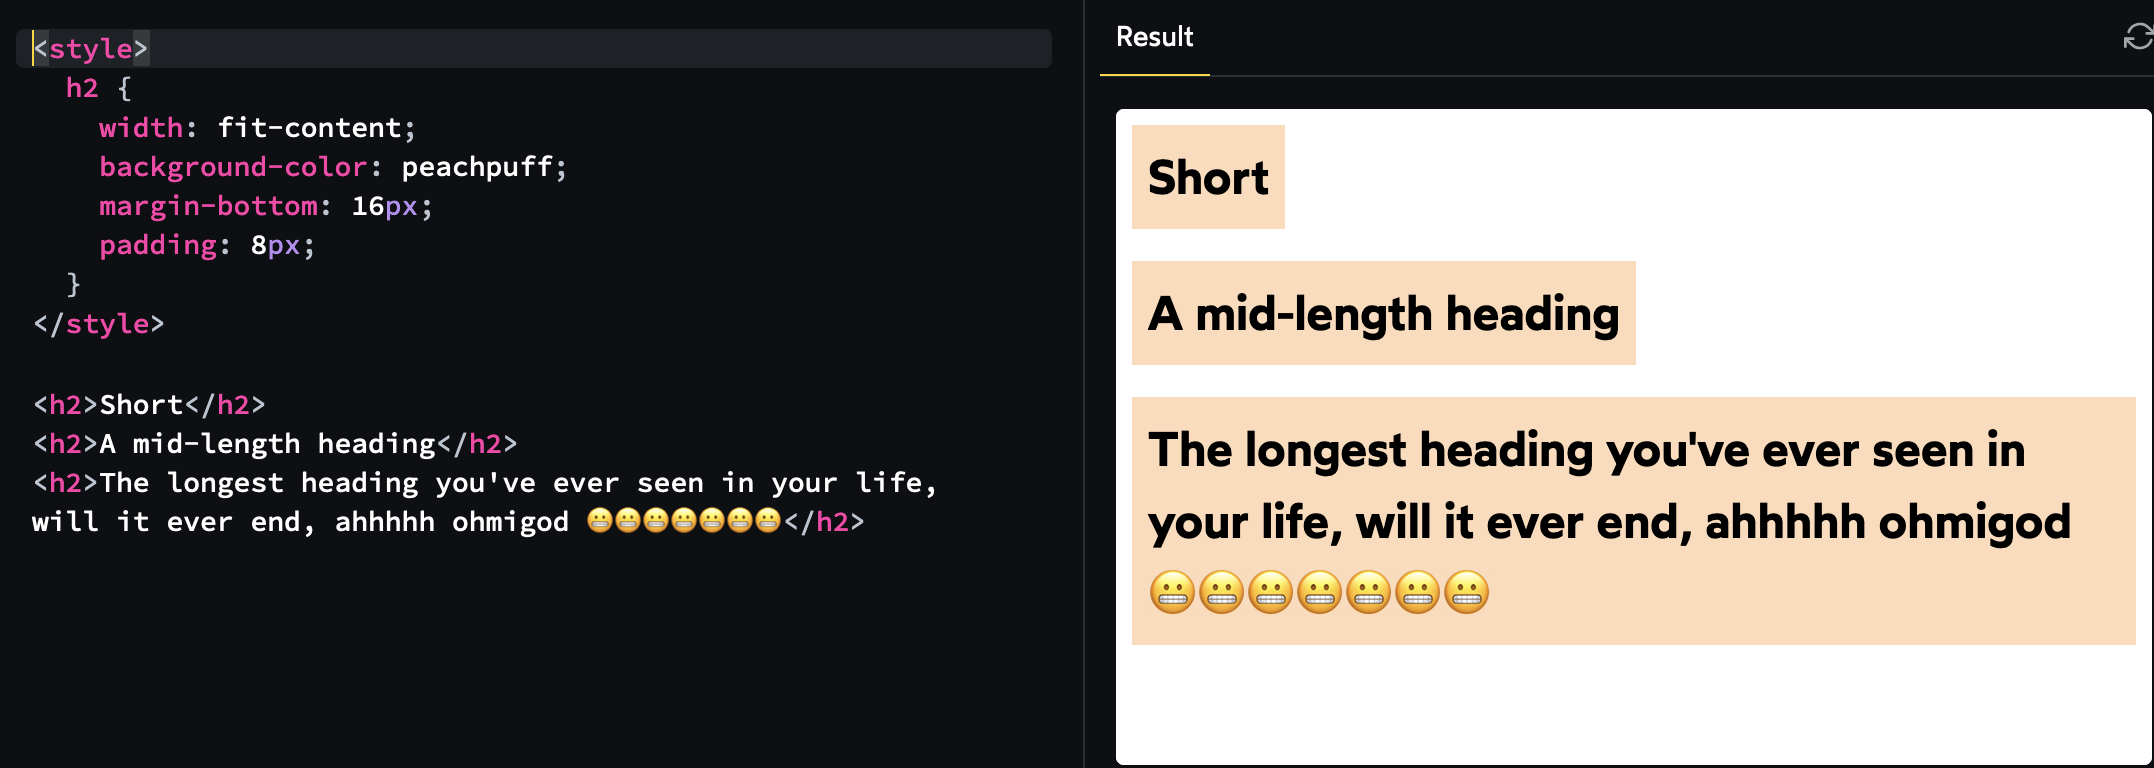 <style>
  h2 {
    width: fit-content;
    background-color: peachpuff;
    margin-bottom: 16px;
    padding: 8px;
  }
</style>

<h2>Short</h2>
<h2>A mid-length heading</h2>
<h2>The longest heading you've ever seen in your life,
will it ever end, ahhhhh ohmigod 😬😬😬😬😬😬😬</h2>
Result
Short
A mid-length heading
The longest heading you've ever seen in
your life, will it ever end, ahhhhh ohmigod
😬😬😬😬😬😬😬